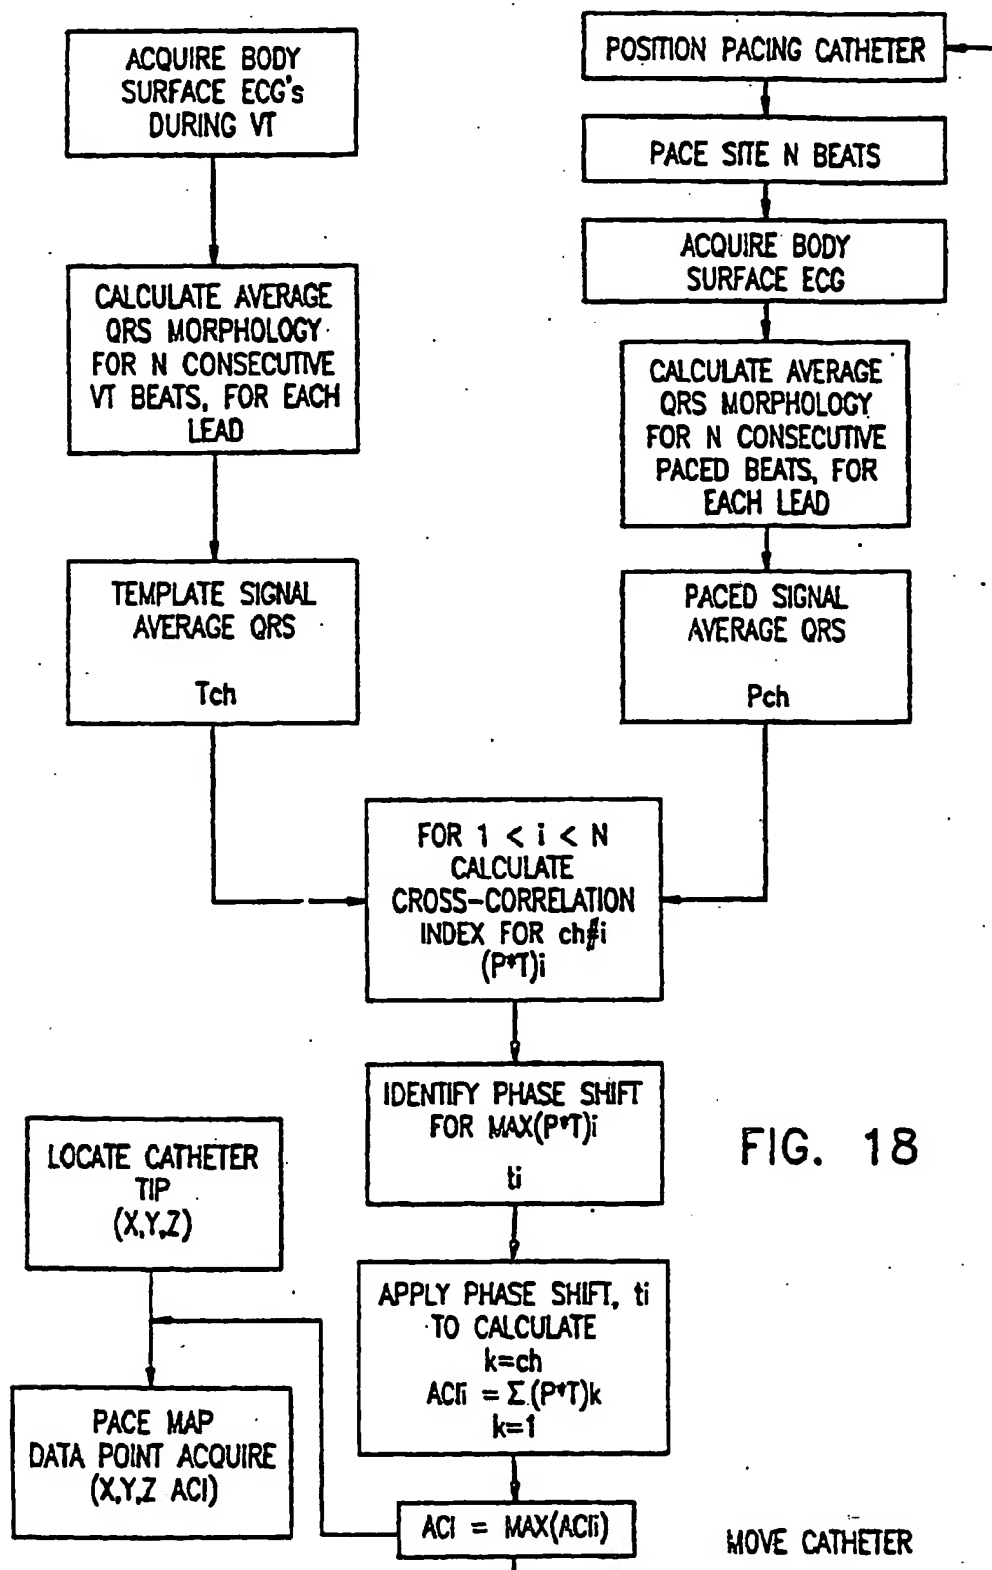 ACQUIRE BODY
SURFACE ECG's
DURING VT
CALCULATE AVERAGE
QRS MORPHOLOGY
FOR N CONSECUTIVE
VT BEATS, FOR EACH
LEAD
TEMPLATE SIGNAL
AVERAGE QRS
Tch
POSITION PACING CATHETER
PACE SITE N BEATS
ACQUIRE BODY
SURFACE ECG
CALCULATE AVERAGE
QRS MORPHOLOGY
FOR N CONSECUTIVE
PACED BEATS, FOR
EACH LEAD
PACED SIGNAL
AVERAGE QRS
Pch
FOR 1 < i < N
CALCULATE
CROSS-CORRELATION
INDEX FOR ch#i
(P*T)i
IDENTIFY PHASE SHIFT
FOR MAX(P*T)i
ti
FIG. 18
LOCATE CATHETER
TIP
(X,Y,Z)
APPLY PHASE SHIFT, ti
TO CALCULATE
k=ch
ACIi = Σ(P*T)k
k=1
PACE MAP
DATA POINT ACQUIRE
(X,Y,Z ACI)
ACI = MAX(ACIi)
MOVE CATHETER